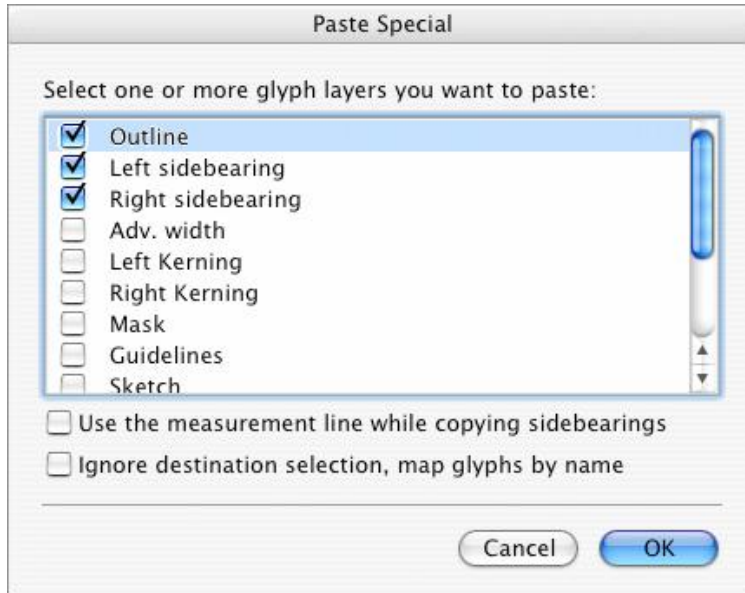 Paste Special
Select one or more glyph layers you want to paste:
Outline
Left sidebearing
Right sidebearing
Adv. width
Left Kerning
Right Kerning
Mask
Guidelines
Sketch
Use the measurement line while copying sidebearings
Ignore destination selection, map glyphs by name
Cancel
OK